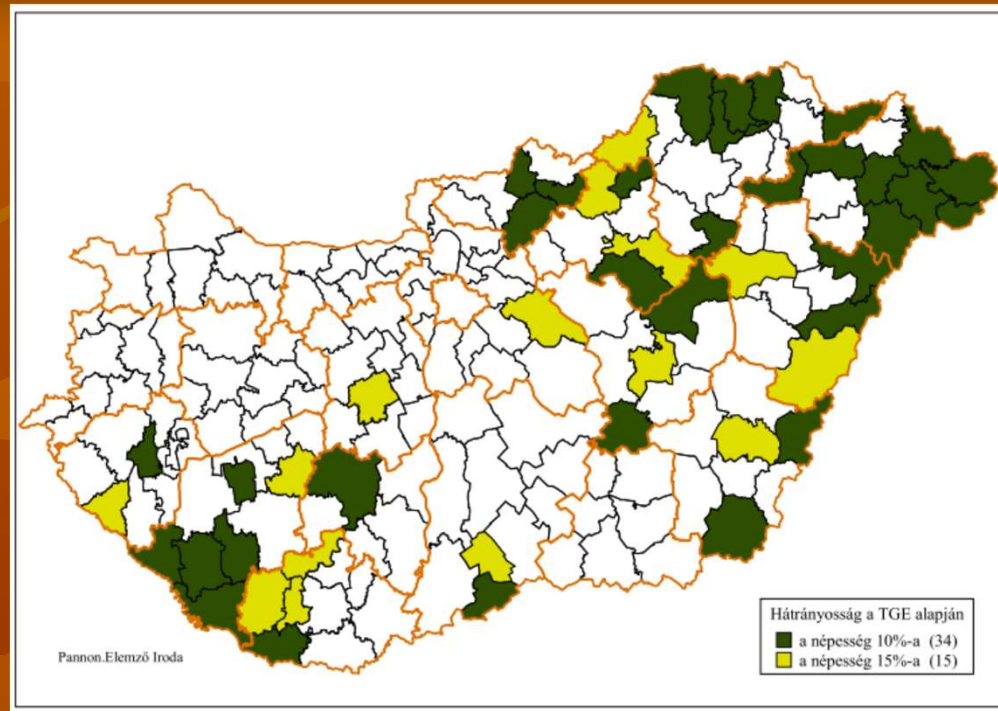 Hátrányosság a TGE alapján
a népesség 10%-a (34)
a népesség 15%-a (15)
Pannon.Elemző Iroda